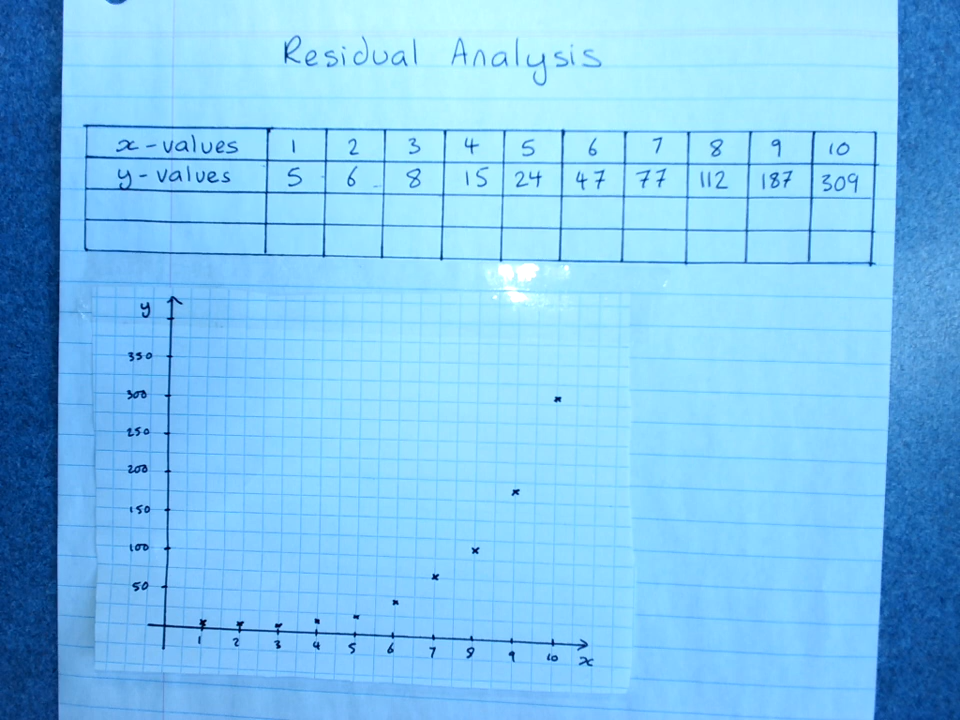 Residual Analysis
x-values 1 2 3 4 5 6 7 8 9 10
y-values 5 6 8 15 24 47 77 112 187 309
y
350
300
250
200
150
100
50
1 2 3 4 5 6 7 8 9 10 x